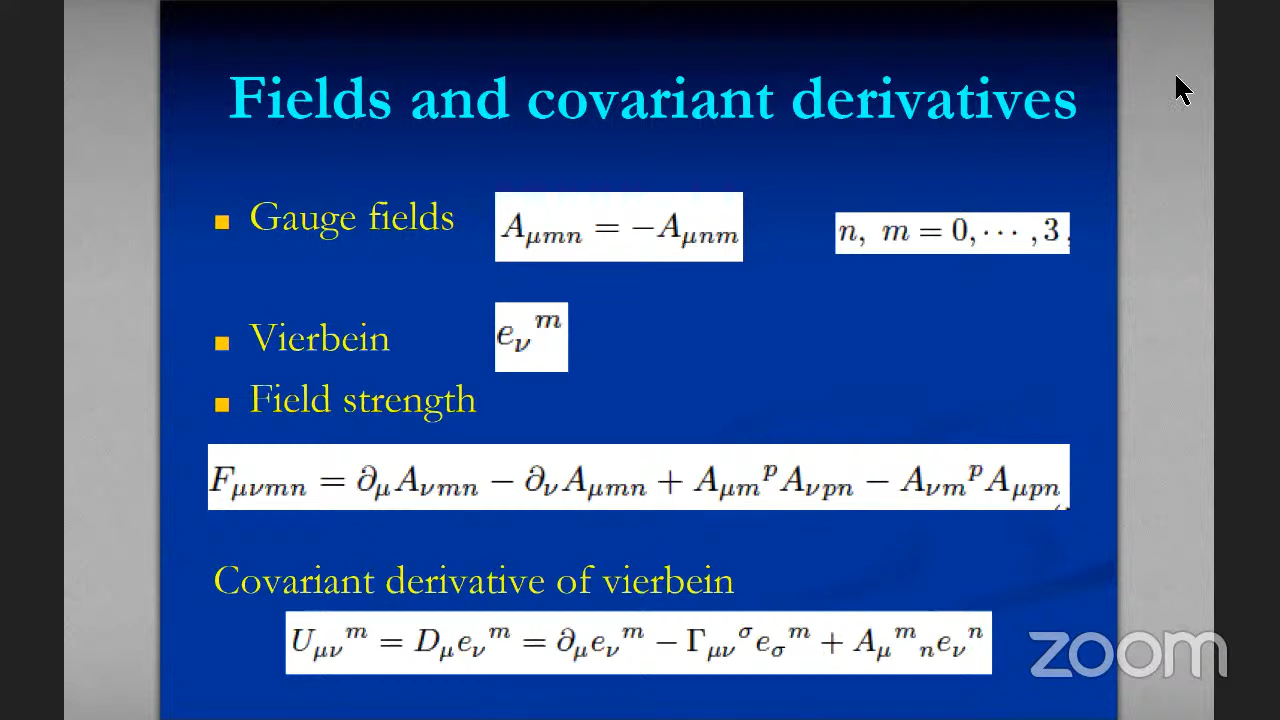 Fields and covariant derivatives
Gauge fields A_{μmn} = −A_{μnm} n, m = 0, ··· , 3,
Vierbein e_ν^m
Field strength
F_{μνmn} = ∂_μ A_{νmn} − ∂_ν A_{μmn} + A_{μm}^p A_{νpn} − A_{νm}^p A_{μpn}
Covariant derivative of vierbein
U_{μν}^m = D_μ e_ν^m = ∂_μ e_ν^m − Γ_{μν}^σ e_σ^m + A_μ^m_n e_ν^n
zoom